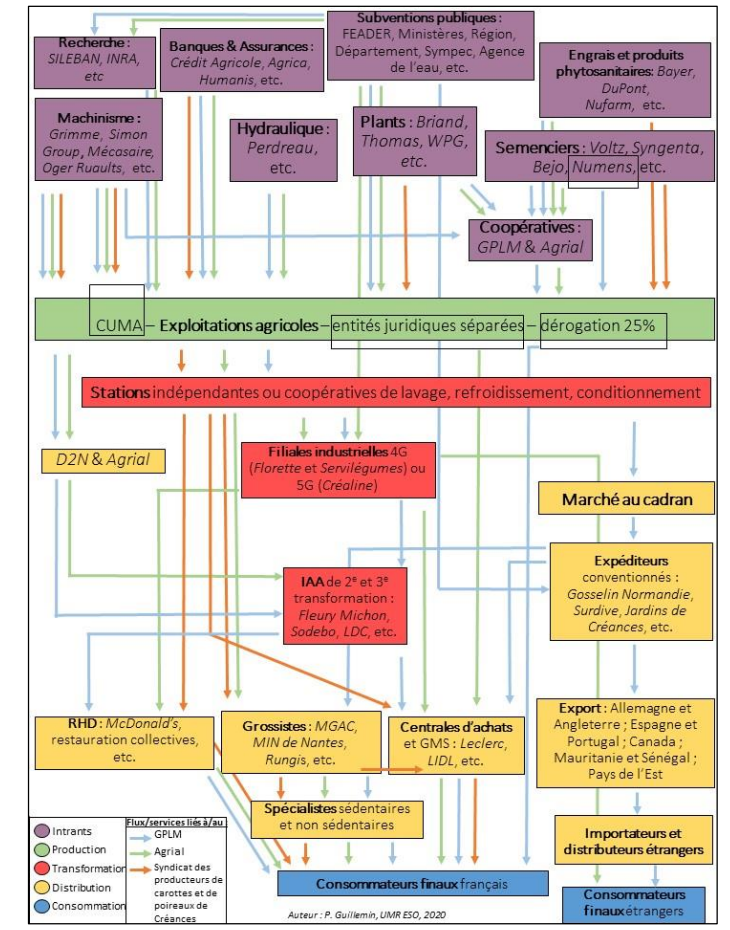 Recherche :
SILEBAN, INRA,
etc
Banques & Assurances :
Crédit Agricole, Agrica,
Humanis, etc.
Subventions publiques :
FEADER, Ministères, Région,
Département, Sympec, Agence
de l'eau, etc.
Engrais et produits
phytosanitaires: Bayer,
DuPont,
Nufarm, etc.
Machinisme :
Grimme, Simon
Group, Mécasaire,
Oger Ruaults, etc.
Hydraulique :
Perdreau,
etc.
Plants : Briand,
Thomas, WPG,
etc.
Semenciers : Voltz, Syngenta,
Bejo, Numens, etc.
Coopératives :
GPLM & Agrial
CUMA – Exploitations agricoles – entités juridiques séparées – dérogation 25%
Stations indépendantes ou coopératives de lavage, refroidissement, conditionnement
D2N & Agrial
Filiales industrielles 4G
(Florette et Servilégumes) ou
5G (Créaline)
Marché au cadran
IAA de 2e et 3e
transformation :
Fleury Michon,
Sodebo, LDC, etc.
Expéditeurs
conventionnés :
Gosselin Normandie,
Surdive, Jardins de
Créances, etc.
RHD : McDonald's,
restauration collectives,
etc.
Grossistes : MGAC,
MIN de Nantes,
Rungis, etc.
Centrales d'achats
et GMS : Leclerc,
LIDL, etc.
Export : Allemagne et
Angleterre ; Espagne et
Portugal ; Canada ;
Mauritanie et Sénégal ;
Pays de l'Est
Spécialistes sédentaires
et non sédentaires
Importateurs et
distributeurs étrangers
Consommateurs finaux français
Consommateurs
finaux étrangers
Intrants
Production
Transformation
Distribution
Consommation
Flux/services liés à/au :
GPLM
Agrial
Syndicat des
producteurs de
carottes et de
poireaux de
Créances
Auteur : P. Guillemin, UMR ESO, 2020